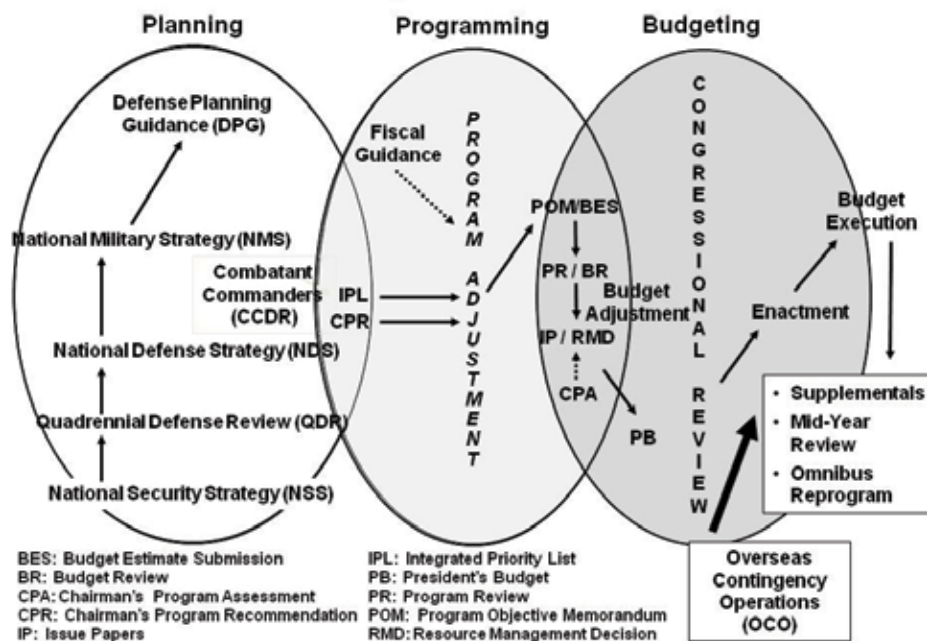 Planning
Programming
Budgeting
Defense Planning
Guidance (DPG)
National Military Strategy (NMS)
Combatant
Commanders
(CCDR)
National Defense Strategy (NDS)
Quadrennial Defense Review (QDR)
National Security Strategy (NSS)
Fiscal
Guidance
IPL
CPR
PROGRAM ADJUSTMENT
POM/BES
PR / BR
Budget
Adjustment
IP / RMD
CPA
PB
CONGRESSIONAL REVIEW
Budget
Execution
Enactment
• Supplementals
• Mid-Year
Review
• Omnibus
Reprogram
Overseas
Contingency
Operations
(OCO)
BES: Budget Estimate Submission
BR: Budget Review
CPA: Chairman's Program Assessment
CPR: Chairman's Program Recommendation
IP: Issue Papers
IPL: Integrated Priority List
PB: President's Budget
PR: Program Review
POM: Program Objective Memorandum
RMD: Resource Management Decision